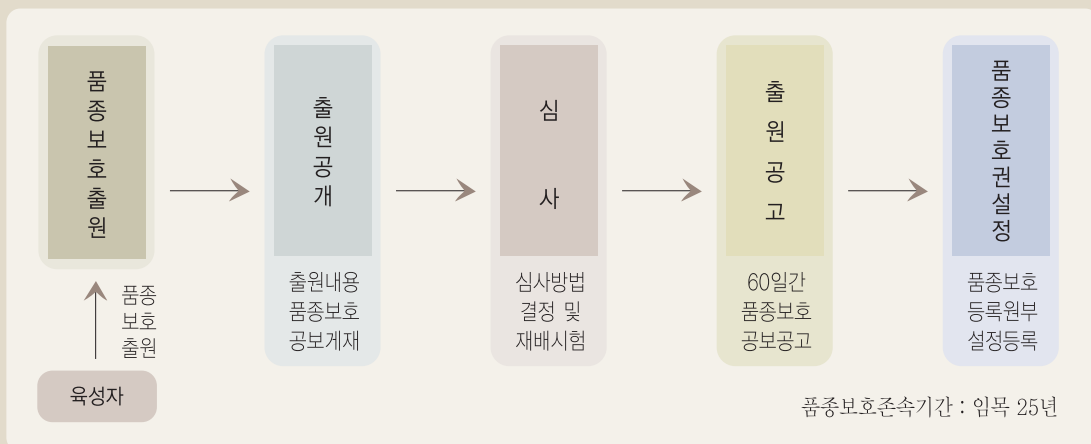 품종보호출원
품종
보호
출원
육성자
출원공개
출원내용
품종보호
공보게재
심사
심사방법
결정 및
재배시험
출원공고
60일간
품종보호
공보공고
품종보호권설정
품종보호
등록원부
설정등록
품종보호존속기간 : 임목 25년